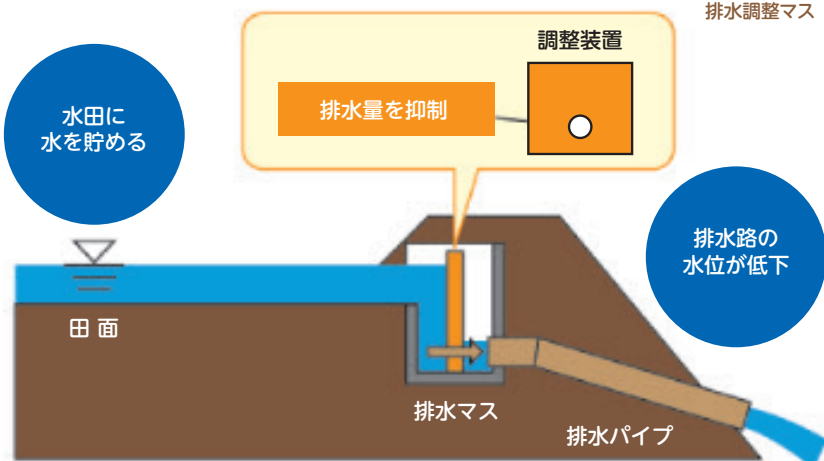 排水調整マス
調整装置
排水量を抑制
水田に
水を貯める
排水路の
水位が低下
田面
排水マス
排水パイプ